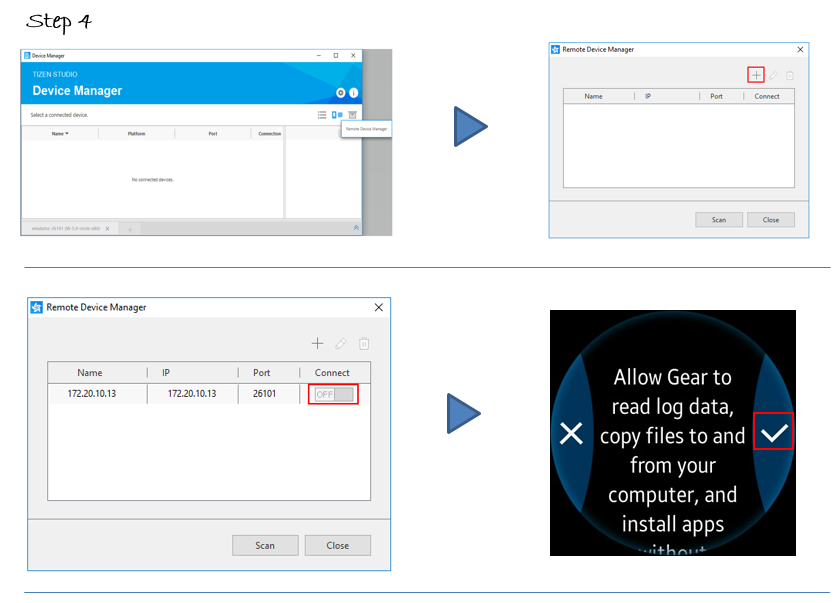 Step 4
Device Manager
TIZEN STUDIO
Device Manager
Select a connected device.
Remote Device Manager
Name Platform Port Connection
No connected devices.
Remote Device Manager
Name IP Port Connect
Scan Close
Remote Device Manager
Name IP Port Connect
172.20.10.13 172.20.10.13 26101 OFF
Scan Close
Allow Gear to
read log data,
copy files to and
from your
computer, and
install apps
without